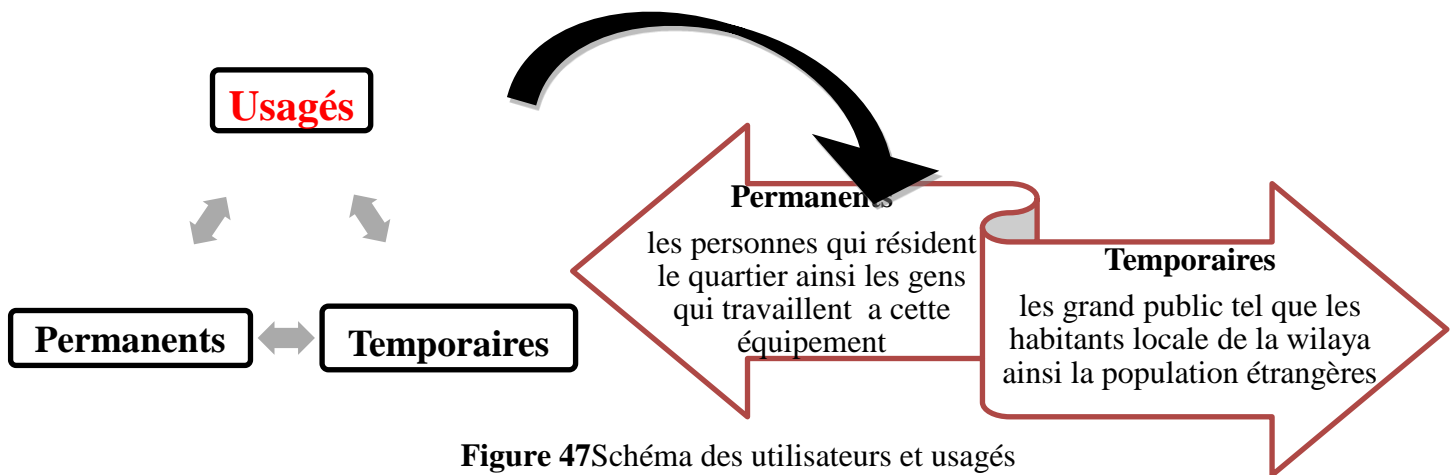 Usagés
Permanents
Temporaires
Permanents
les personnes qui résident
le quartier ainsi les gens
qui travaillent a cette
équipement
Temporaires
les grand public tel que les
habitants locale de la wilaya
ainsi la population étrangères
Figure 47Schéma des utilisateurs et usagés